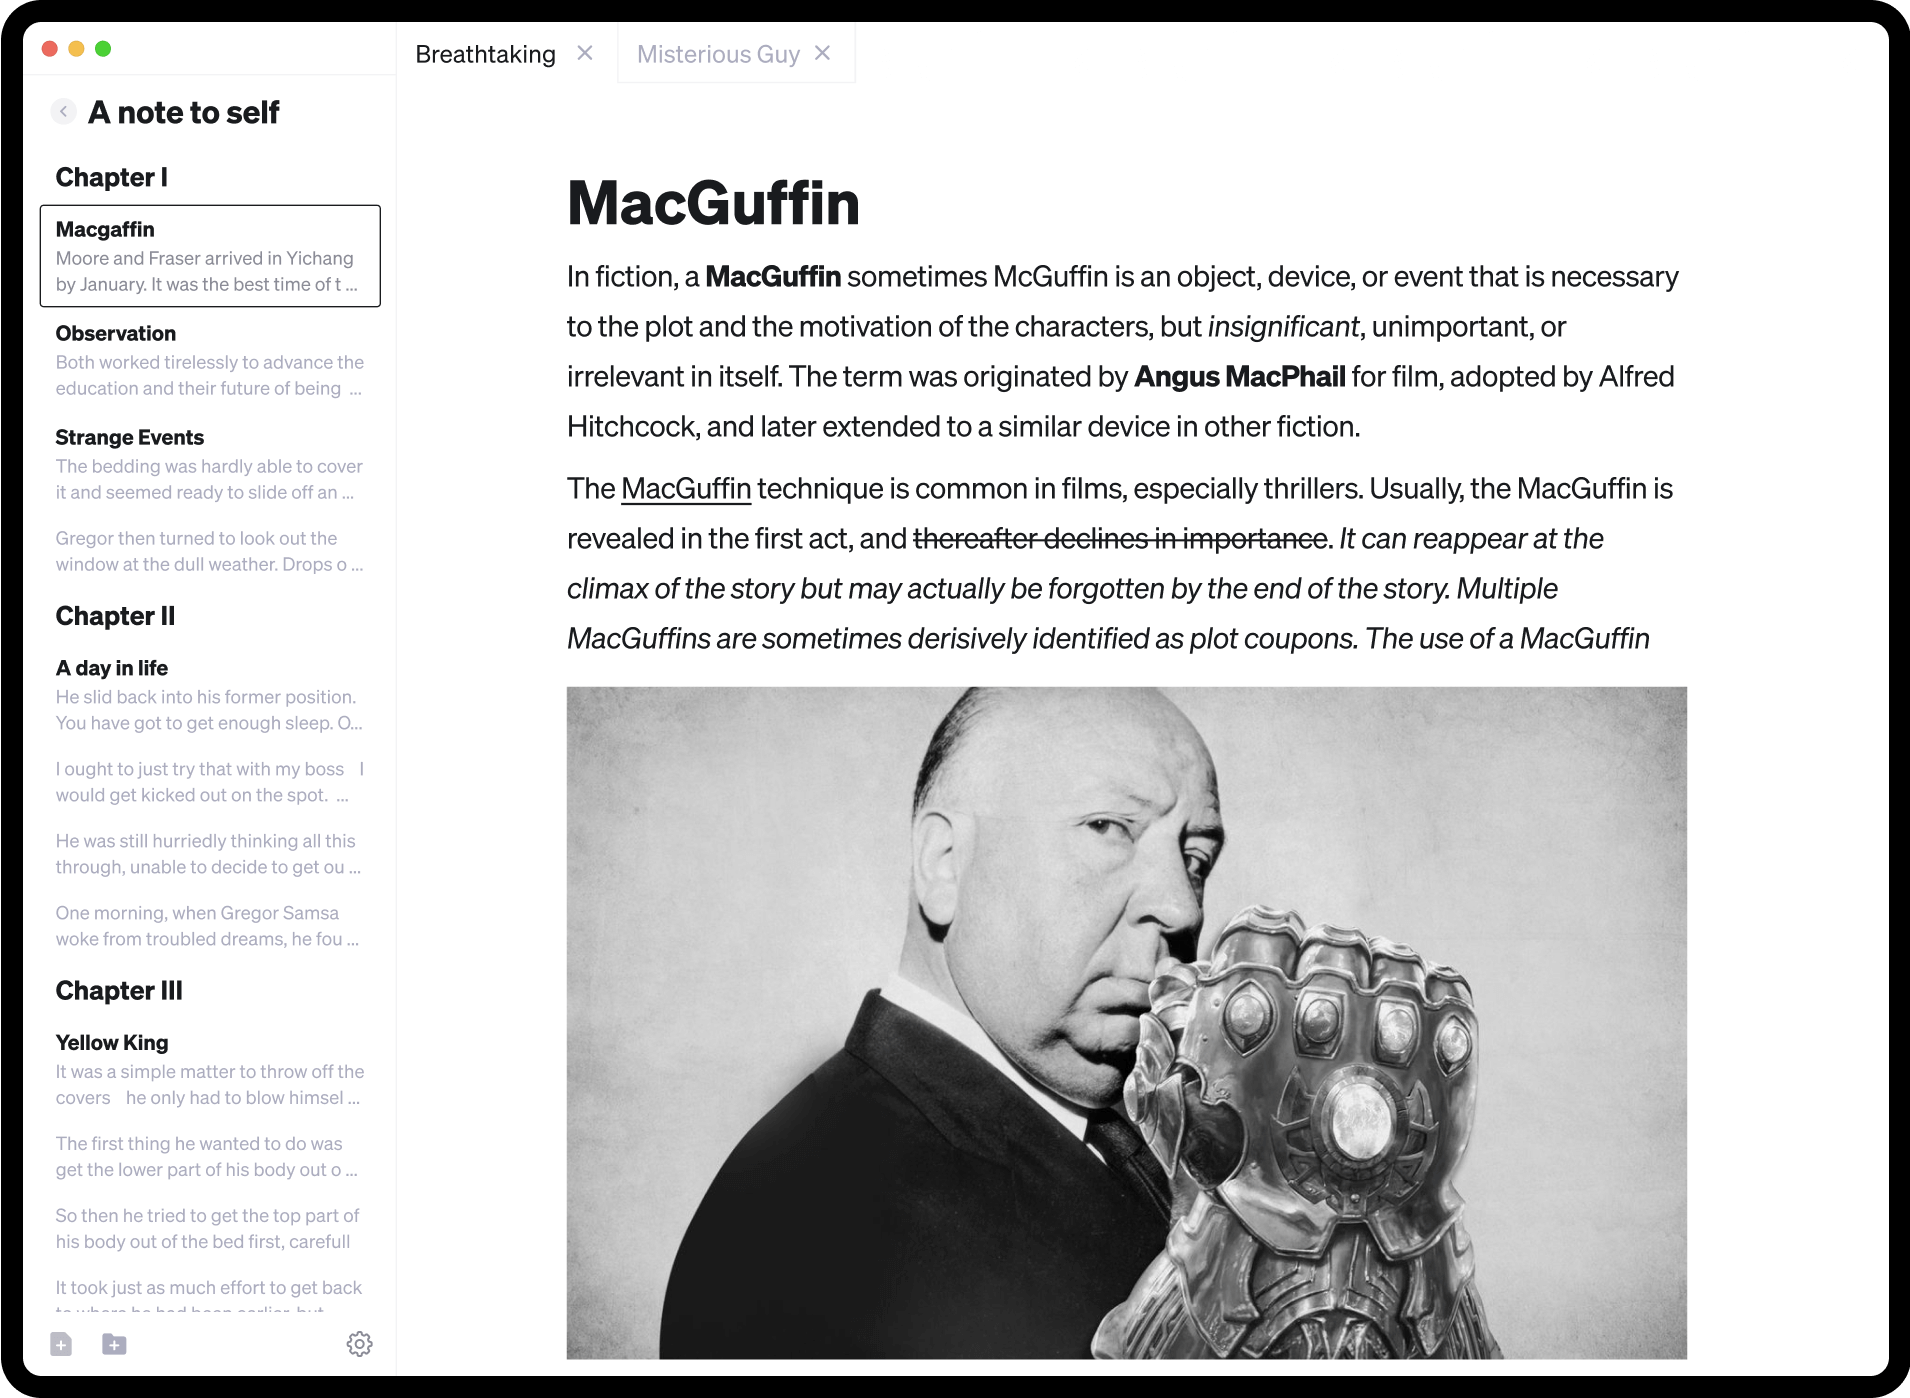 A note to self
Chapter I
Macgaffin
Moore and Fraser arrived in Yichang
by January. It was the best time of t ...
Observation
Both worked tirelessly to advance the
education and their future of being ...
Strange Events
The bedding was hardly able to cover
it and seemed ready to slide off an ...
Gregor then turned to look out the
window at the dull weather. Drops o ...
Chapter II
A day in life
He slid back into his former position.
You have got to get enough sleep. O...
I ought to just try that with my boss I
would get kicked out on the spot. ...
He was still hurriedly thinking all this
through, unable to decide to get ou ...
One morning, when Gregor Samsa
woke from troubled dreams, he fou ...
Chapter III
Yellow King
It was a simple matter to throw off the
covers he only had to blow himsel ...
The first thing he wanted to do was
get the lower part of his body out o ...
So then he tried to get the top part of
his body out of the bed first, carefull
It took just as much effort to get back
to where he had been earlier, but
Breathtaking
Misterious Guy
MacGuffin
In fiction, a MacGuffin sometimes McGuffin is an object, device, or event that is necessary
to the plot and the motivation of the characters, but insignificant, unimportant, or
irrelevant in itself. The term was originated by Angus MacPhail for film, adopted by Alfred
Hitchcock, and later extended to a similar device in other fiction.
The MacGuffin technique is common in films, especially thrillers. Usually, the MacGuffin is
revealed in the first act, and thereafter declines in importance. It can reappear at the
climax of the story but may actually be forgotten by the end of the story. Multiple
MacGuffins are sometimes derisively identified as plot coupons. The use of a MacGuffin